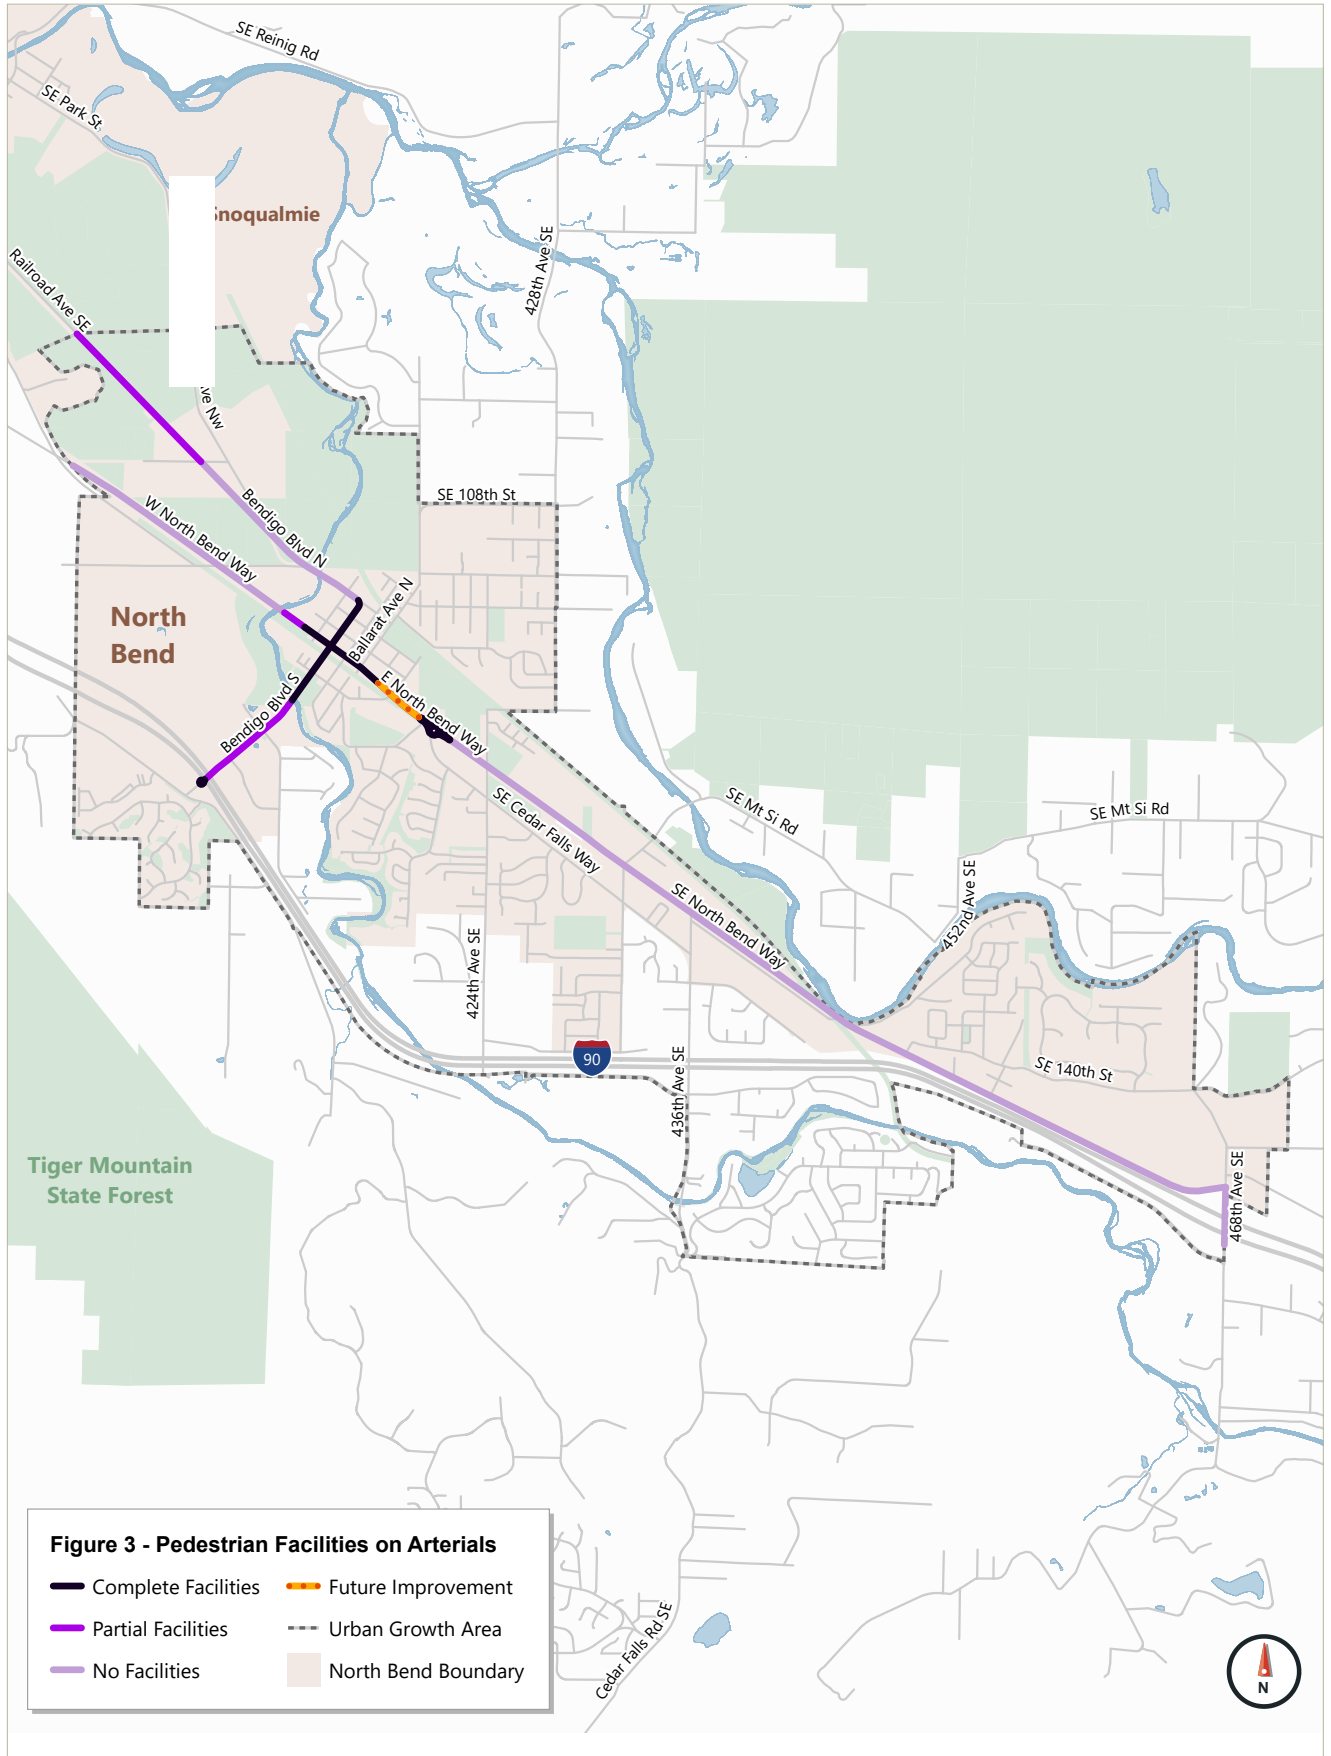 SE Reinig Rd
SE Park St
Snoqualmie
428th Ave SE
Railroad Ave SE
ve NW
SE 108th St
Bendigo Blvd N
W North Bend Way
Ballarat Ave N
North
Bend
E North Bend Way
Bendigo Blvd S
SE Cedar Falls Way
SE Mt Si Rd
SE Mt Si Rd
452nd Ave SE
SE North Bend Way
424th Ave SE
90
436th Ave SE
SE 140th St
Tiger Mountain
State Forest
468th Ave SE
Cedar Falls Rd SE
Figure 3 - Pedestrian Facilities on Arterials
Complete Facilities
Future Improvement
Partial Facilities
Urban Growth Area
No Facilities
North Bend Boundary
N